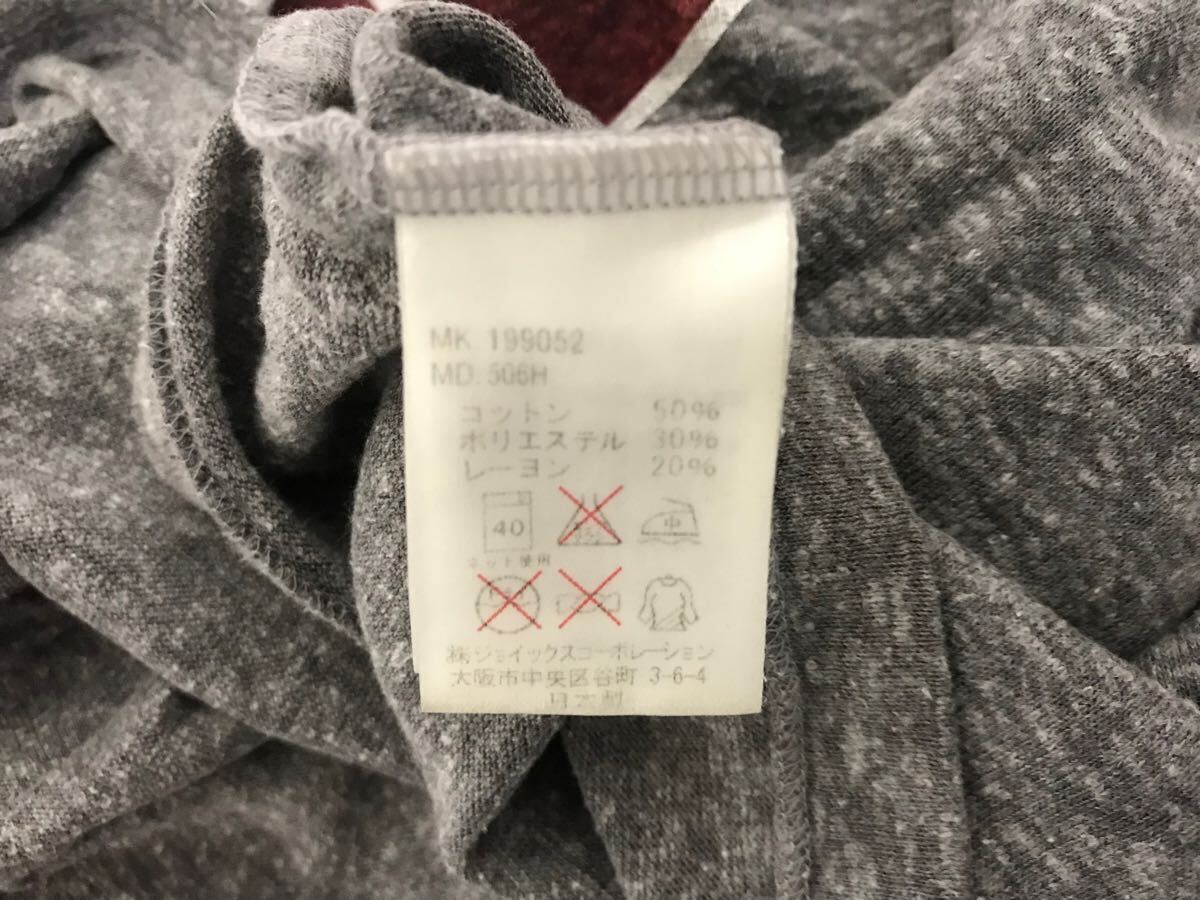 MK 199052
MD. 506H
コットン 50%
ポリエステル 30%
レーヨン 20%
40
中
ネット使用
㈱ジョイックスコーポレーション
大阪市中央区谷町 3-6-4
日本製